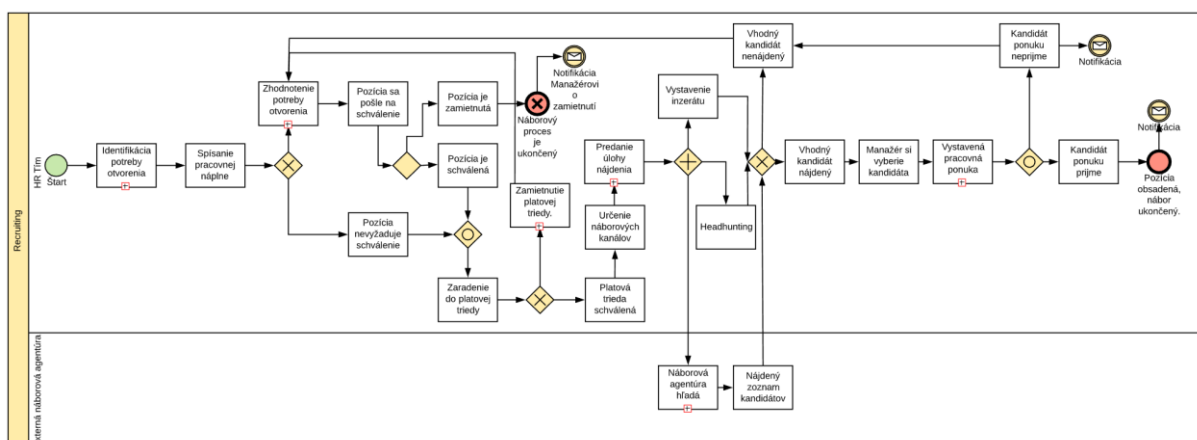 Recruiting
HR Tím
Štart
Identifikácia
potreby
otvorenia
Spísanie
pracovnej
náplne
Zhodnotenie
potreby
otvorenia
Pozícia sa
pošle na
schválenie
Pozícia je
zamietnutá
Náborový
proces
je
ukončený
Notifikácia
Manažérovi
o
zamietnutí
Pozícia je
schválená
Pozícia
nevyžaduje
schválenie
Zaradenie
do platovej
triedy
Zamietnutie
platovej
triedy.
Platová
trieda
schválená
Určenie
náborových
kanálov
Predanie
úlohy
nájdenia
Vystavenie
inzerátu
Headhunting
Vhodný
kandidát
nenájdený
Vhodný
kandidát
nájdený
Manažér si
vyberie
kandidáta
Vystavená
pracovná
ponuka
Kandidát
ponuku
neprijme
Notifikácia
Kandidát
ponuku
prijme
Notifikácia
Pozícia
obsadená,
nábor
ukončený.
xterná náborová agentúra
Náborová
agentúra
hľadá
Nájdený
zoznam
kandidátov